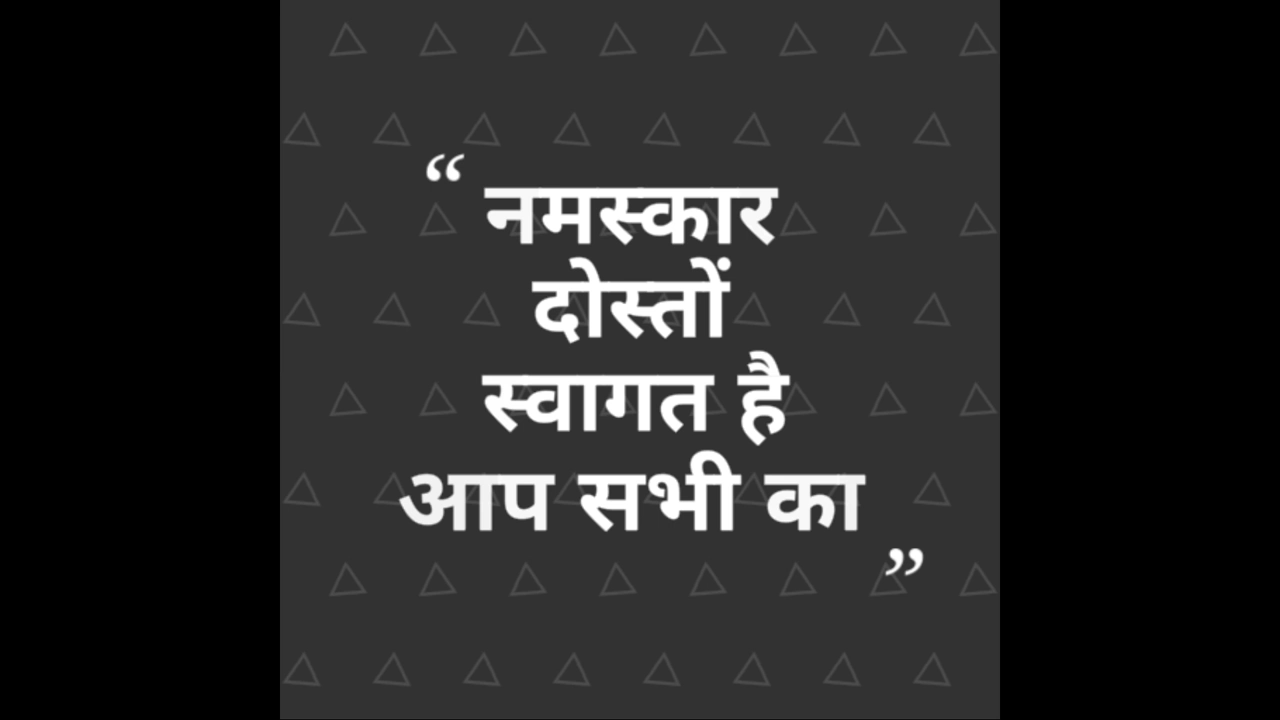 “ नमस्कार
दोस्तों
स्वागत है
आप सभी का ”